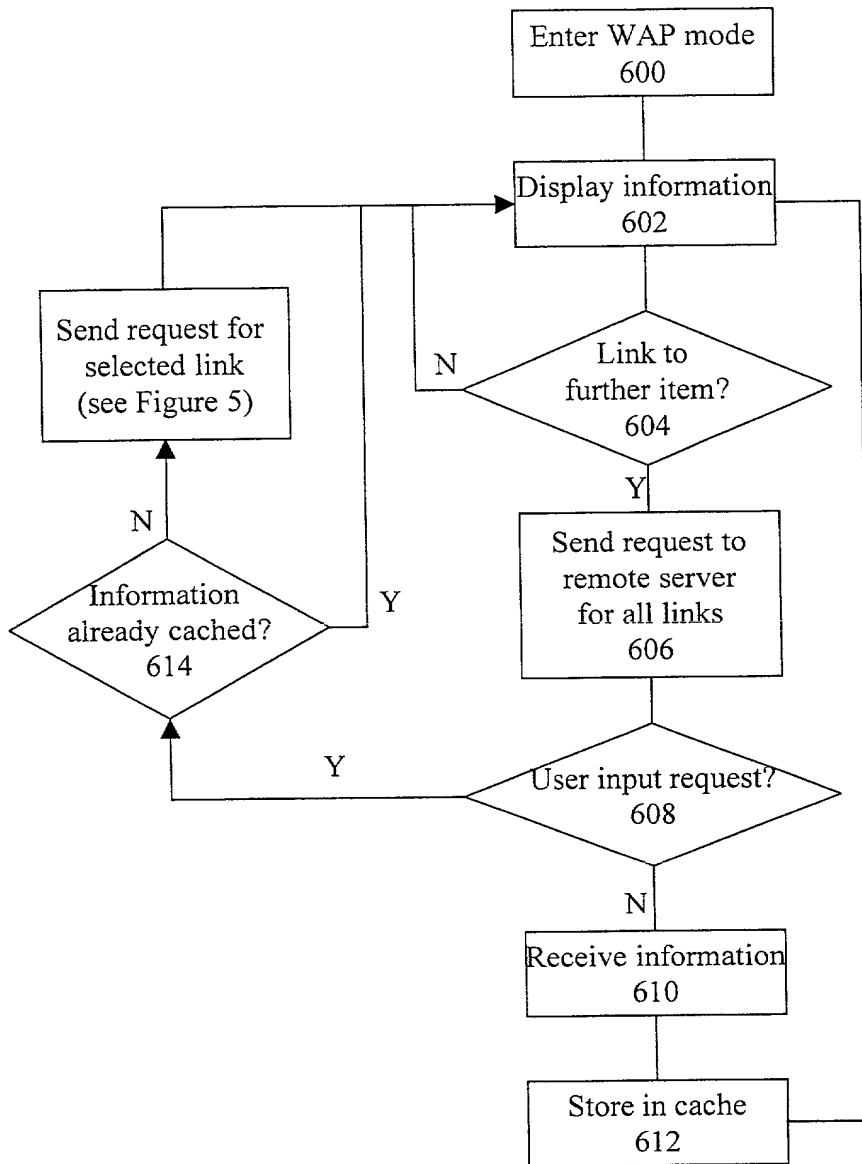 Enter WAP mode
600
Display information
602
Send request for
selected link
(see Figure 5)
N
Link to
further item?
604
Y
Send request to
remote server
for all links
606
N
Information
already cached?
614
Y
Y
User input request?
608
N
Receive information
610
Store in cache
612